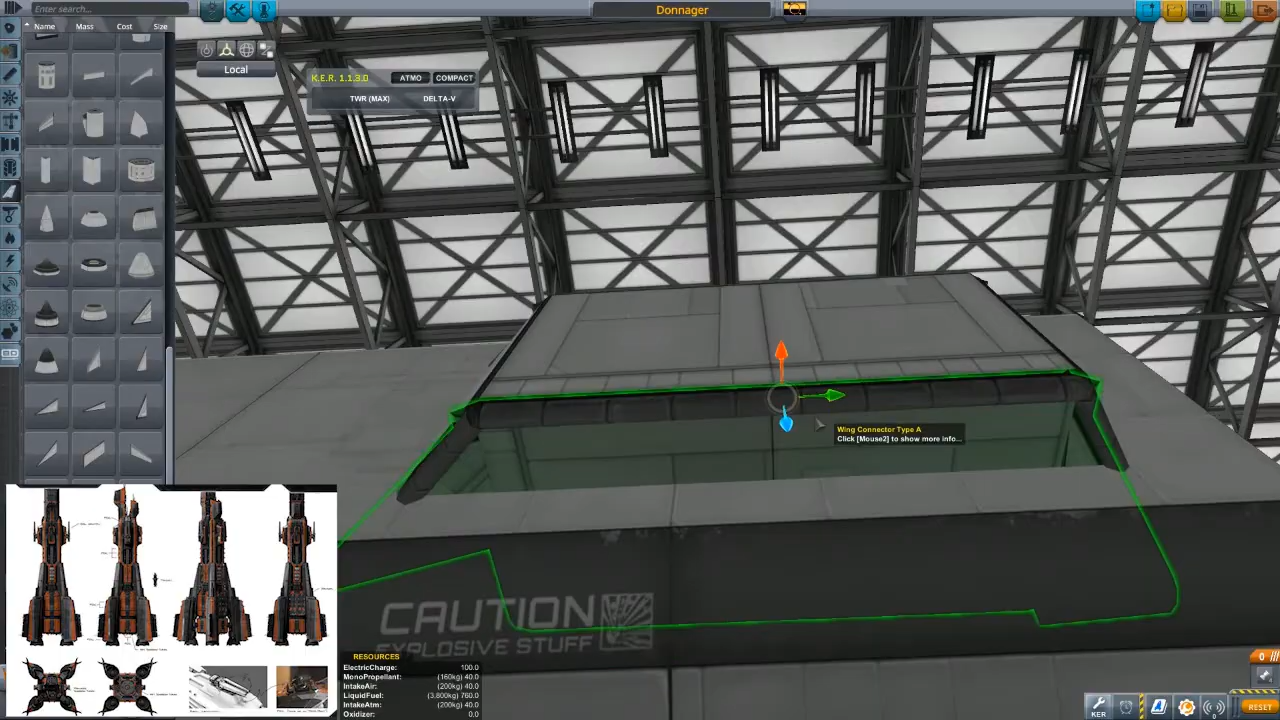 Enter search...
Donnager
Name Mass Cost Size
Local
K.E.R. 1.1.3.0 ATMO COMPACT
TWR (MAX) DELTA-V
Wing Connector Type A
Click [Mouse2] to show more info...
CAUTION
EXPLOSIVE STUFF
RESOURCES
ElectricCharge: 100.0
MonoPropellant: (160kg) 40.0
IntakeAir: (200kg) 40.0
LiquidFuel: (3,800kg) 760.0
IntakeAtm: (200kg) 40.0
Oxidizer: 0.0
0
KER
RESET